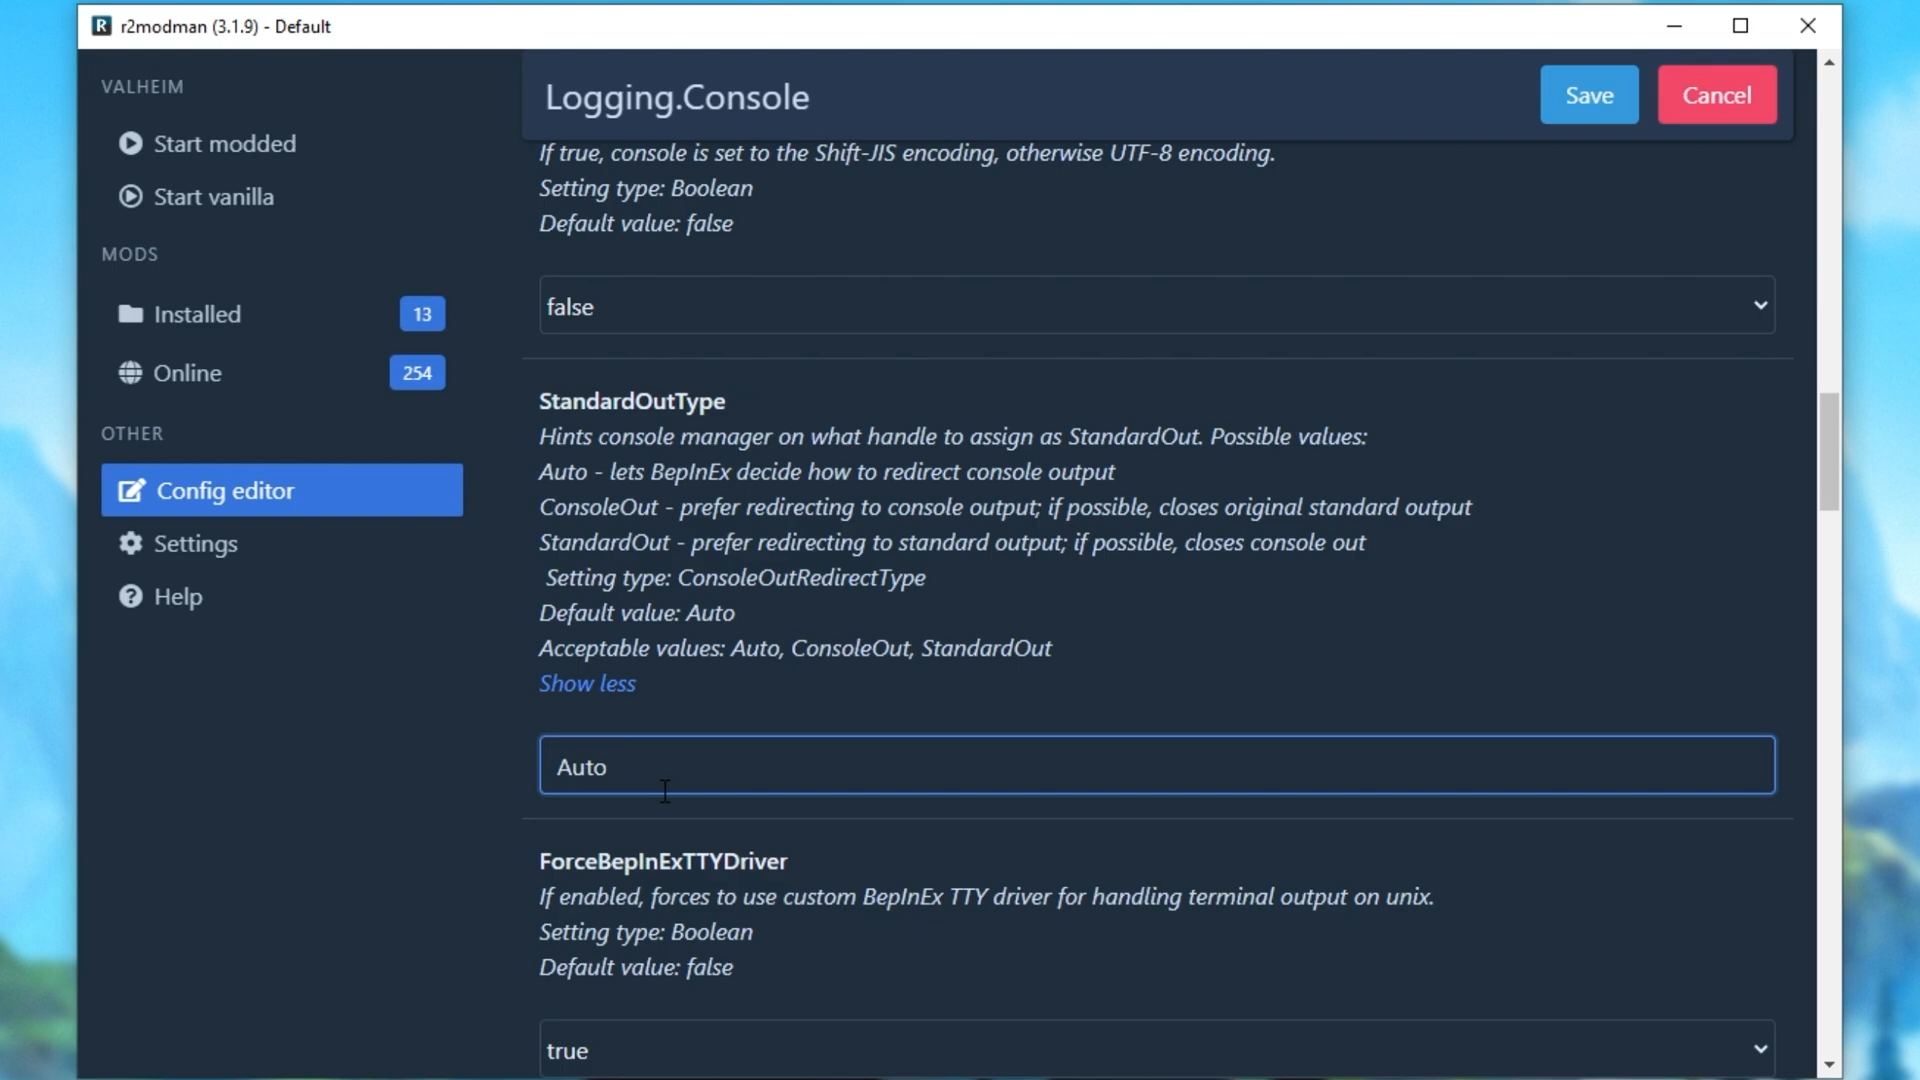 r2modman (3.1.9) - Default
VALHEIM
Start modded
Start vanilla
MODS
Installed 13
Online 254
OTHER
Config editor
Settings
Help
Logging.Console
Save
Cancel
If true, console is set to the Shift-JIS encoding, otherwise UTF-8 encoding.
Setting type: Boolean
Default value: false
false
StandardOutType
Hints console manager on what handle to assign as StandardOut. Possible values:
Auto - lets BepInEx decide how to redirect console output
ConsoleOut - prefer redirecting to console output; if possible, closes original standard output
StandardOut - prefer redirecting to standard output; if possible, closes console out
Setting type: ConsoleOutRedirectType
Default value: Auto
Acceptable values: Auto, ConsoleOut, StandardOut
Show less
Auto
ForceBepInExTTYDriver
If enabled, forces to use custom BepInEx TTY driver for handling terminal output on unix.
Setting type: Boolean
Default value: false
true